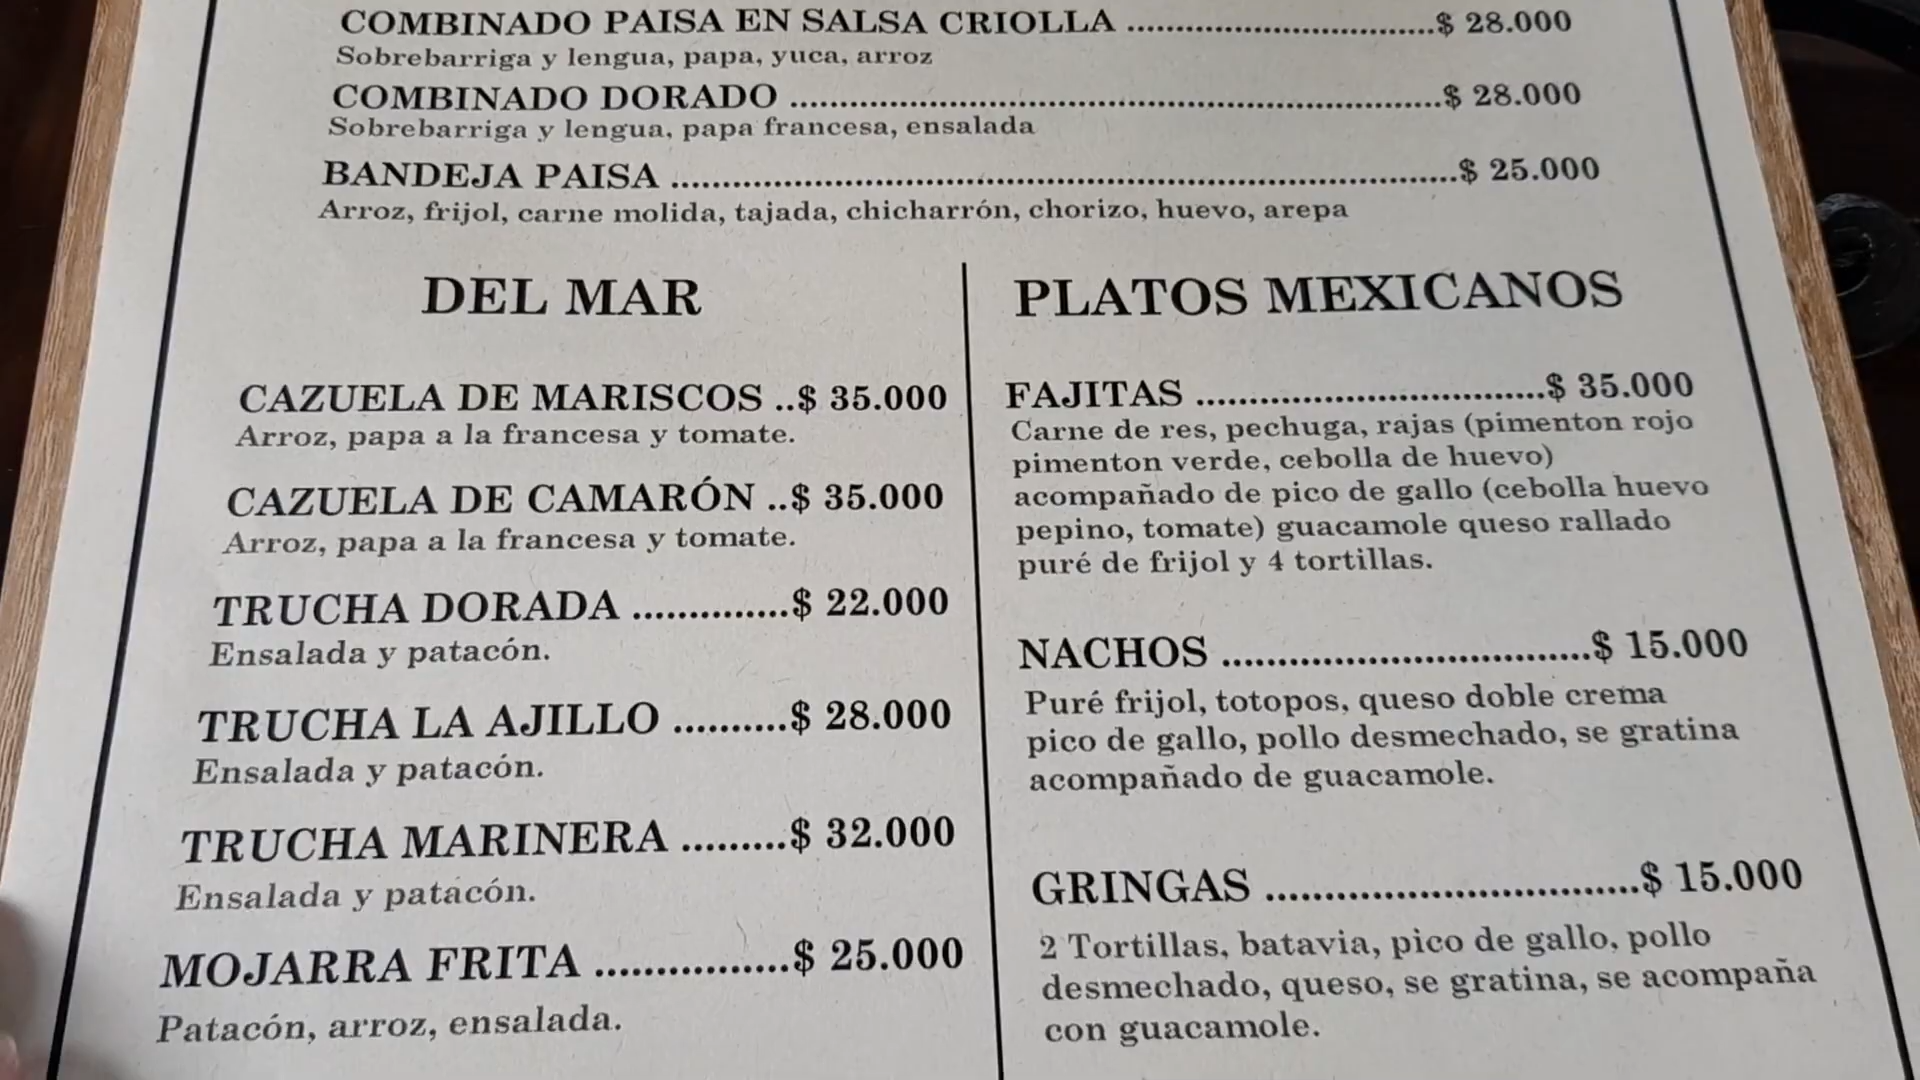 COMBINADO PAISA EN SALSA CRIOLLA ..................................$ 28.000
Sobrebarriga y lengua, papa, yuca, arroz
COMBINADO DORADO ........................................................................$ 28.000
Sobrebarriga y lengua, papa francesa, ensalada
BANDEJA PAISA .......................................................................................$ 25.000
Arroz, frijol, carne molida, tajada, chicharrón, chorizo, huevo, arepa
DEL MAR
CAZUELA DE MARISCOS ..$ 35.000
Arroz, papa a la francesa y tomate.
CAZUELA DE CAMARÓN ..$ 35.000
Arroz, papa a la francesa y tomate.
TRUCHA DORADA ..............$ 22.000
Ensalada y patacón.
TRUCHA LA AJILLO ..........$ 28.000
Ensalada y patacón.
TRUCHA MARINERA .........$ 32.000
Ensalada y patacón.
MOJARRA FRITA ................$ 25.000
Patacón, arroz, ensalada.
PLATOS MEXICANOS
FAJITAS ..................................$ 35.000
Carne de res, pechuga, rajas (pimenton rojo
pimenton verde, cebolla de huevo)
acompañado de pico de gallo (cebolla huevo
pepino, tomate) guacamole queso rallado
puré de frijol y 4 tortillas.
NACHOS ...................................$ 15.000
Puré frijol, totopos, queso doble crema
pico de gallo, pollo desmechado, se gratina
acompañado de guacamole.
GRINGAS ..................................$ 15.000
2 Tortillas, batavia, pico de gallo, pollo
desmechado, queso, se gratina, se acompaña
con guacamole.